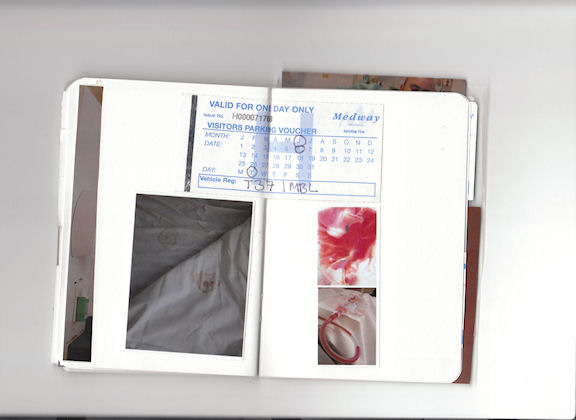 VALID FOR ONE DAY ONLY
Issue No. H00007176
Medway
VISITORS PARKING VOUCHER
MONTH: J F M A M J J A S O N D
DATE: 1 2 3 4 5 6 7 8 9 10 11 12
13 14 15 16 17 18 19 20 21 22 23 24
25 26 27 28 29 30 31
DAY: M T W T F S S
Vehicle Reg: T371 MBL